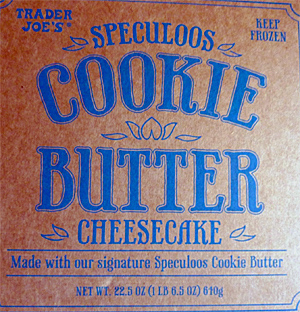 TRADER JOE'S®
KEEP FROZEN
SPECULOOS
COOKIE
BUTTER
CHEESECAKE
Made with our signature Speculoos Cookie Butter
NET WT. 22.5 OZ (1 LB 6.5 OZ) 640g